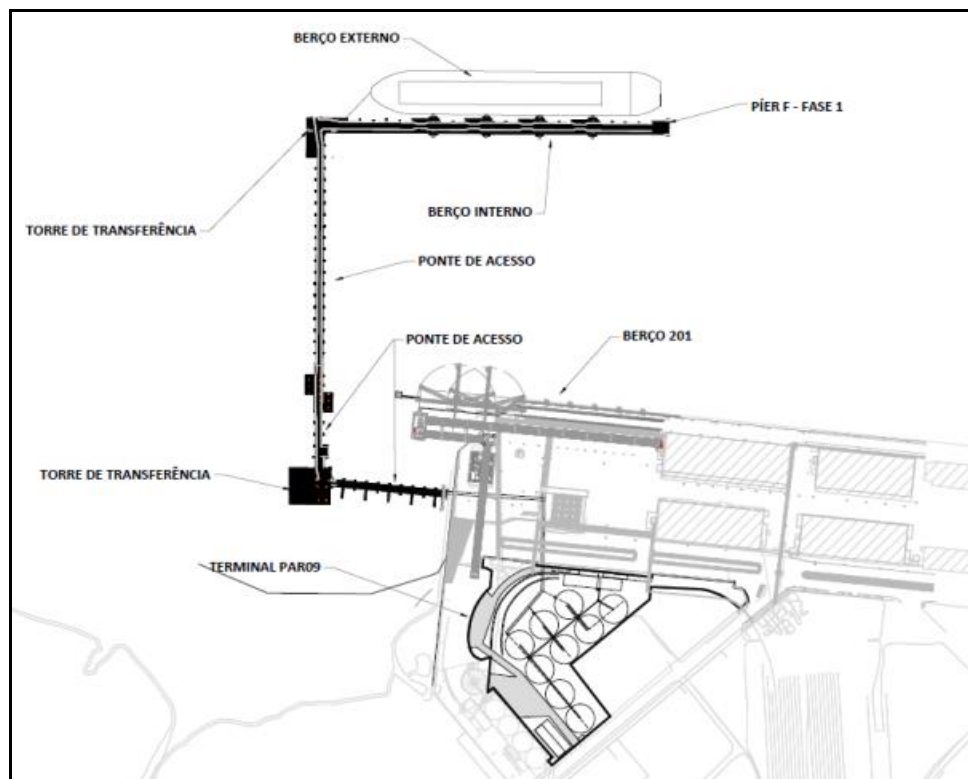 BERÇO EXTERNO
PÍER F - FASE 1
BERÇO INTERNO
TORRE DE TRANSFERÊNCIA
PONTE DE ACESSO
PONTE DE ACESSO
BERÇO 201
TORRE DE TRANSFERÊNCIA
TERMINAL PAR09